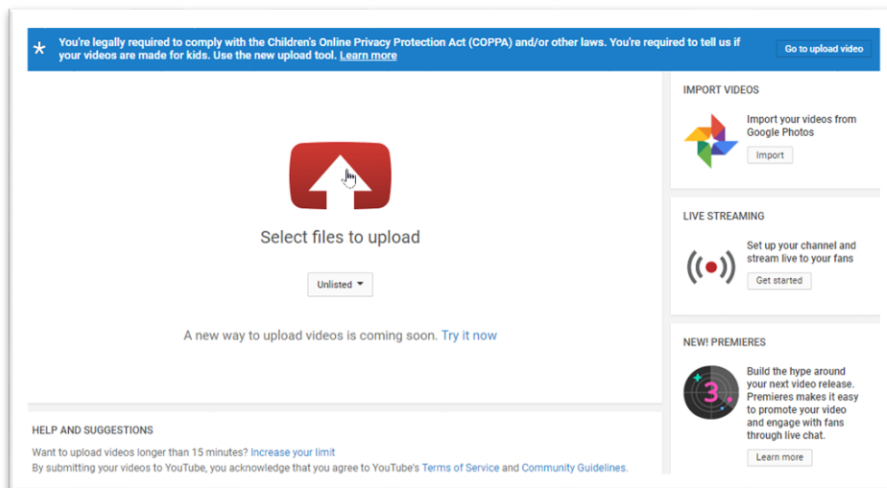 You're legally required to comply with the Children's Online Privacy Protection Act (COPPA) and/or other laws. You're required to tell us if
your videos are made for kids. Use the new upload tool. Learn more
Go to upload video
Select files to upload
Unlisted
A new way to upload videos is coming soon. Try it now
HELP AND SUGGESTIONS
Want to upload videos longer than 15 minutes? Increase your limit
By submitting your videos to YouTube, you acknowledge that you agree to YouTube's Terms of Service and Community Guidelines.
IMPORT VIDEOS
Import your videos from
Google Photos
Import
LIVE STREAMING
Set up your channel and
stream live to your fans
Get started
NEW! PREMIERES
3
Build the hype around
your next video release.
Premieres makes it easy
to promote your video
and engage with fans
through live chat.
Learn more